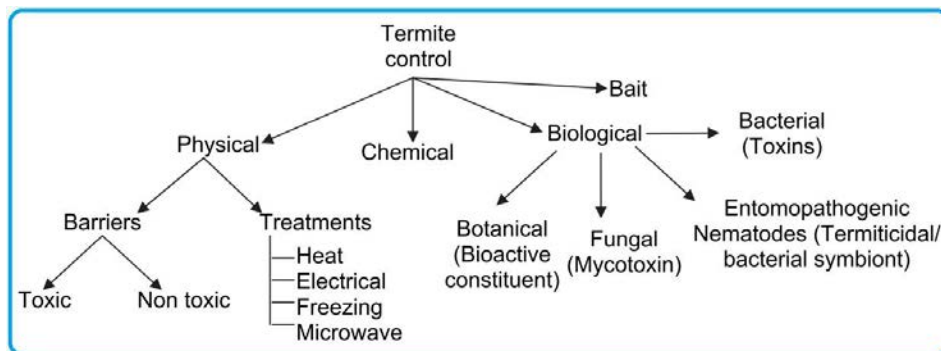 Termite
control
Bait
Physical
Chemical
Biological
Bacterial
(Toxins)
Barriers
Treatments
Botanical
(Bioactive
constituent)
Fungal
(Mycotoxin)
Entomopathogenic
Nematodes (Termiticidal/
bacterial symbiont)
Toxic
Non toxic
Heat
Electrical
Freezing
Microwave